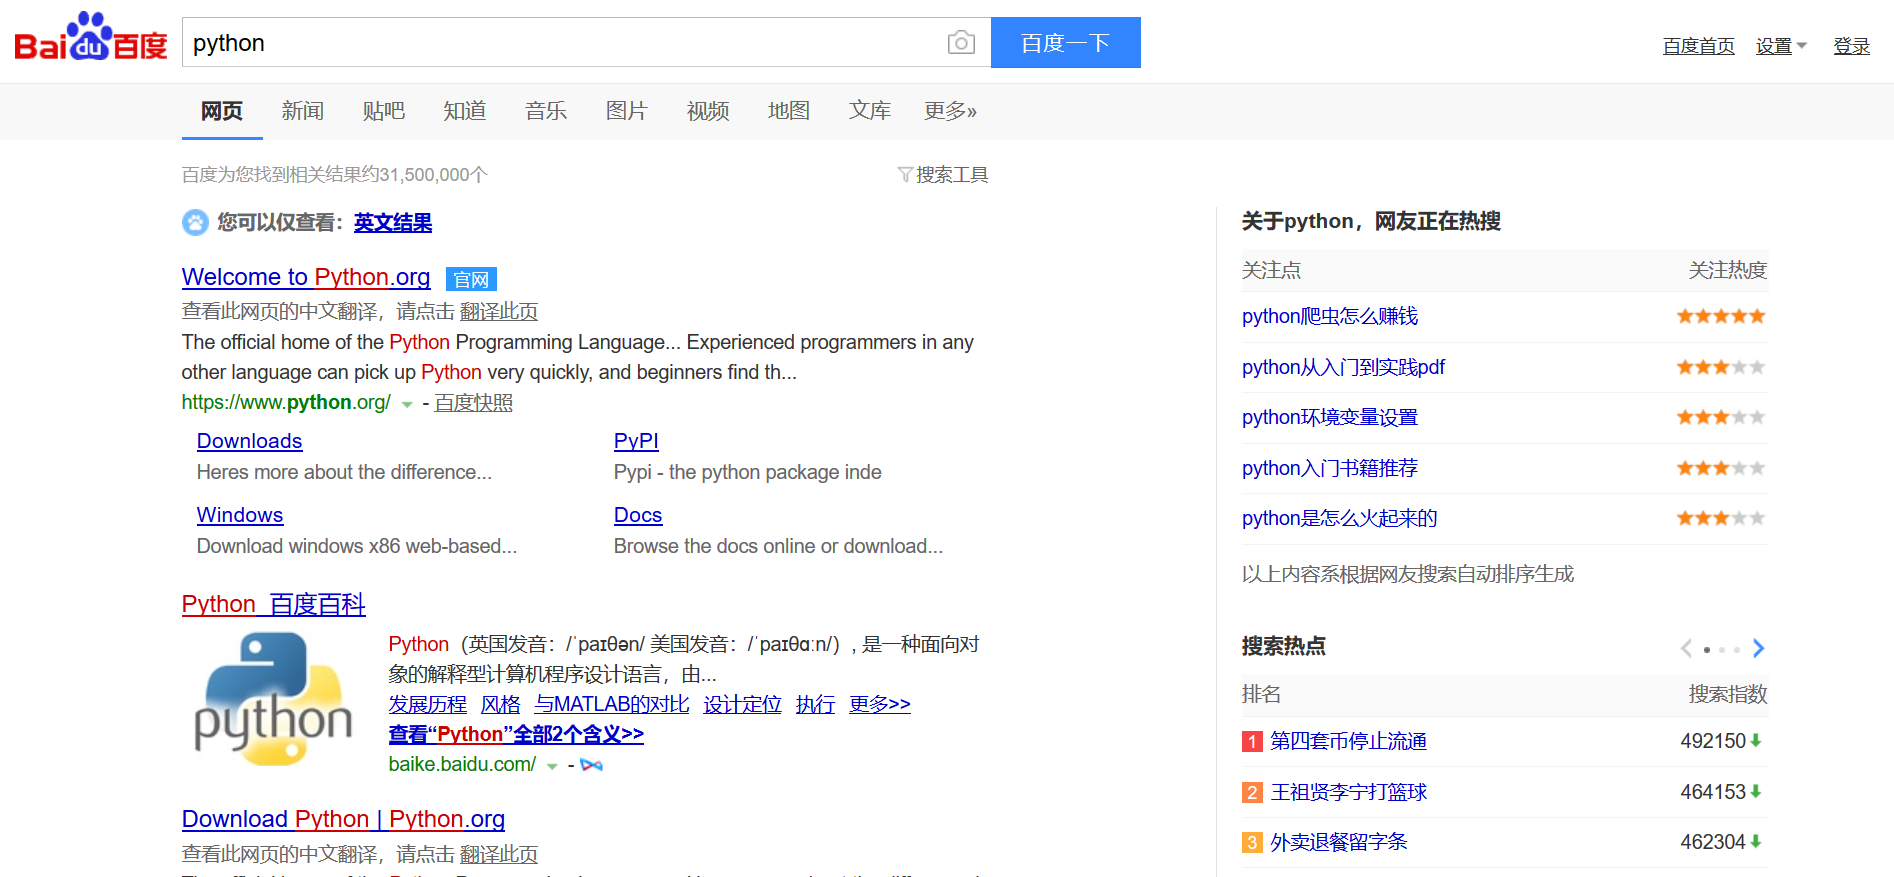 Bai du 百度
python
百度一下
百度首页 设置 登录
网页 新闻 贴吧 知道 音乐 图片 视频 地图 文库 更多»
百度为您找到相关结果约31,500,000个
搜索工具
您可以仅查看：英文结果
Welcome to Python.org 官网
查看此网页的中文翻译，请点击 翻译此页
The official home of the Python Programming Language... Experienced programmers in any
other language can pick up Python very quickly, and beginners find th...
https://www.python.org/ - 百度快照
Downloads PyPI
Heres more about the difference... Pypi - the python package inde
Windows Docs
Download windows x86 web-based... Browse the docs online or download...
Python_百度百科
python
Python（英国发音：/ˈpaɪθən/ 美国发音：/ˈpaɪθɑːn/）, 是一种面向对
象的解释型计算机程序设计语言，由...
发展历程 风格 与MATLAB的对比 设计定位 执行 更多>>
查看“Python”全部2个含义>>
baike.baidu.com/ -
Download Python | Python.org
查看此网页的中文翻译，请点击 翻译此页
关于python，网友正在热搜
关注点 关注热度
python爬虫怎么赚钱
python从入门到实践pdf
python环境变量设置
python入门书籍推荐
python是怎么火起来的
以上内容系根据网友搜索自动排序生成
搜索热点
排名 搜索指数
1 第四套币停止流通 492150
2 王祖贤李宁打篮球 464153
3 外卖退餐留字条 462304